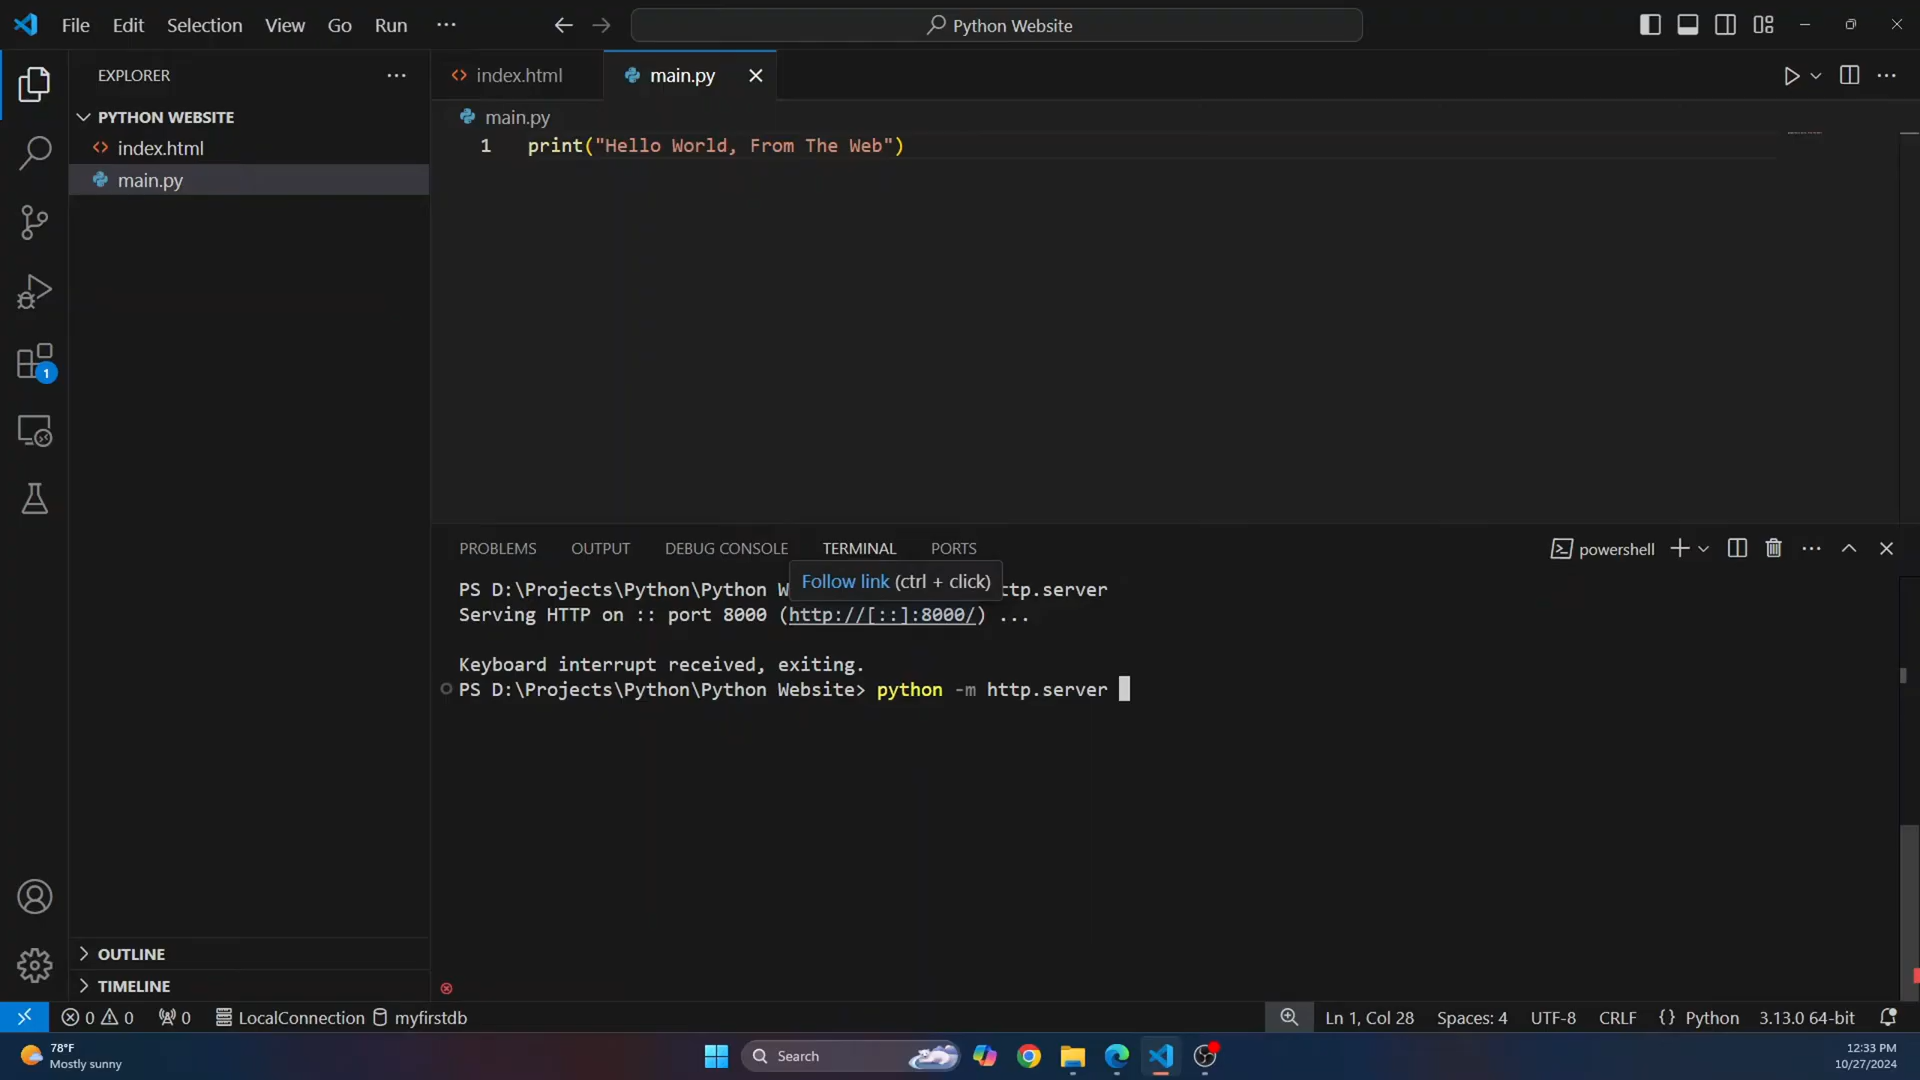 File Edit Selection View Go Run ···
Python Website
EXPLORER ···
PYTHON WEBSITE
index.html
main.py
index.html
main.py
main.py
1 print("Hello World, From The Web")
1
PROBLEMS OUTPUT DEBUG CONSOLE TERMINAL PORTS
powershell
Follow link (ctrl + click)
PS D:\Projects\Python\Python W ttp.server
Serving HTTP on :: port 8000 (http://[::]:8000/) ...
Keyboard interrupt received, exiting.
PS D:\Projects\Python\Python Website> python -m http.server
OUTLINE
TIMELINE
0 0 0 LocalConnection myfirstdb
Ln 1, Col 28 Spaces: 4 UTF-8 CRLF {} Python 3.13.0 64-bit
78°F
Mostly sunny
Search
12:33 PM
10/27/2024